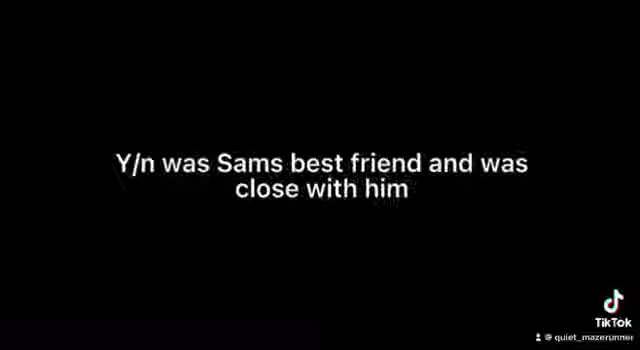 Y/n was Sams best friend and was
close with him
TikTok
@ quiet_mazerunner